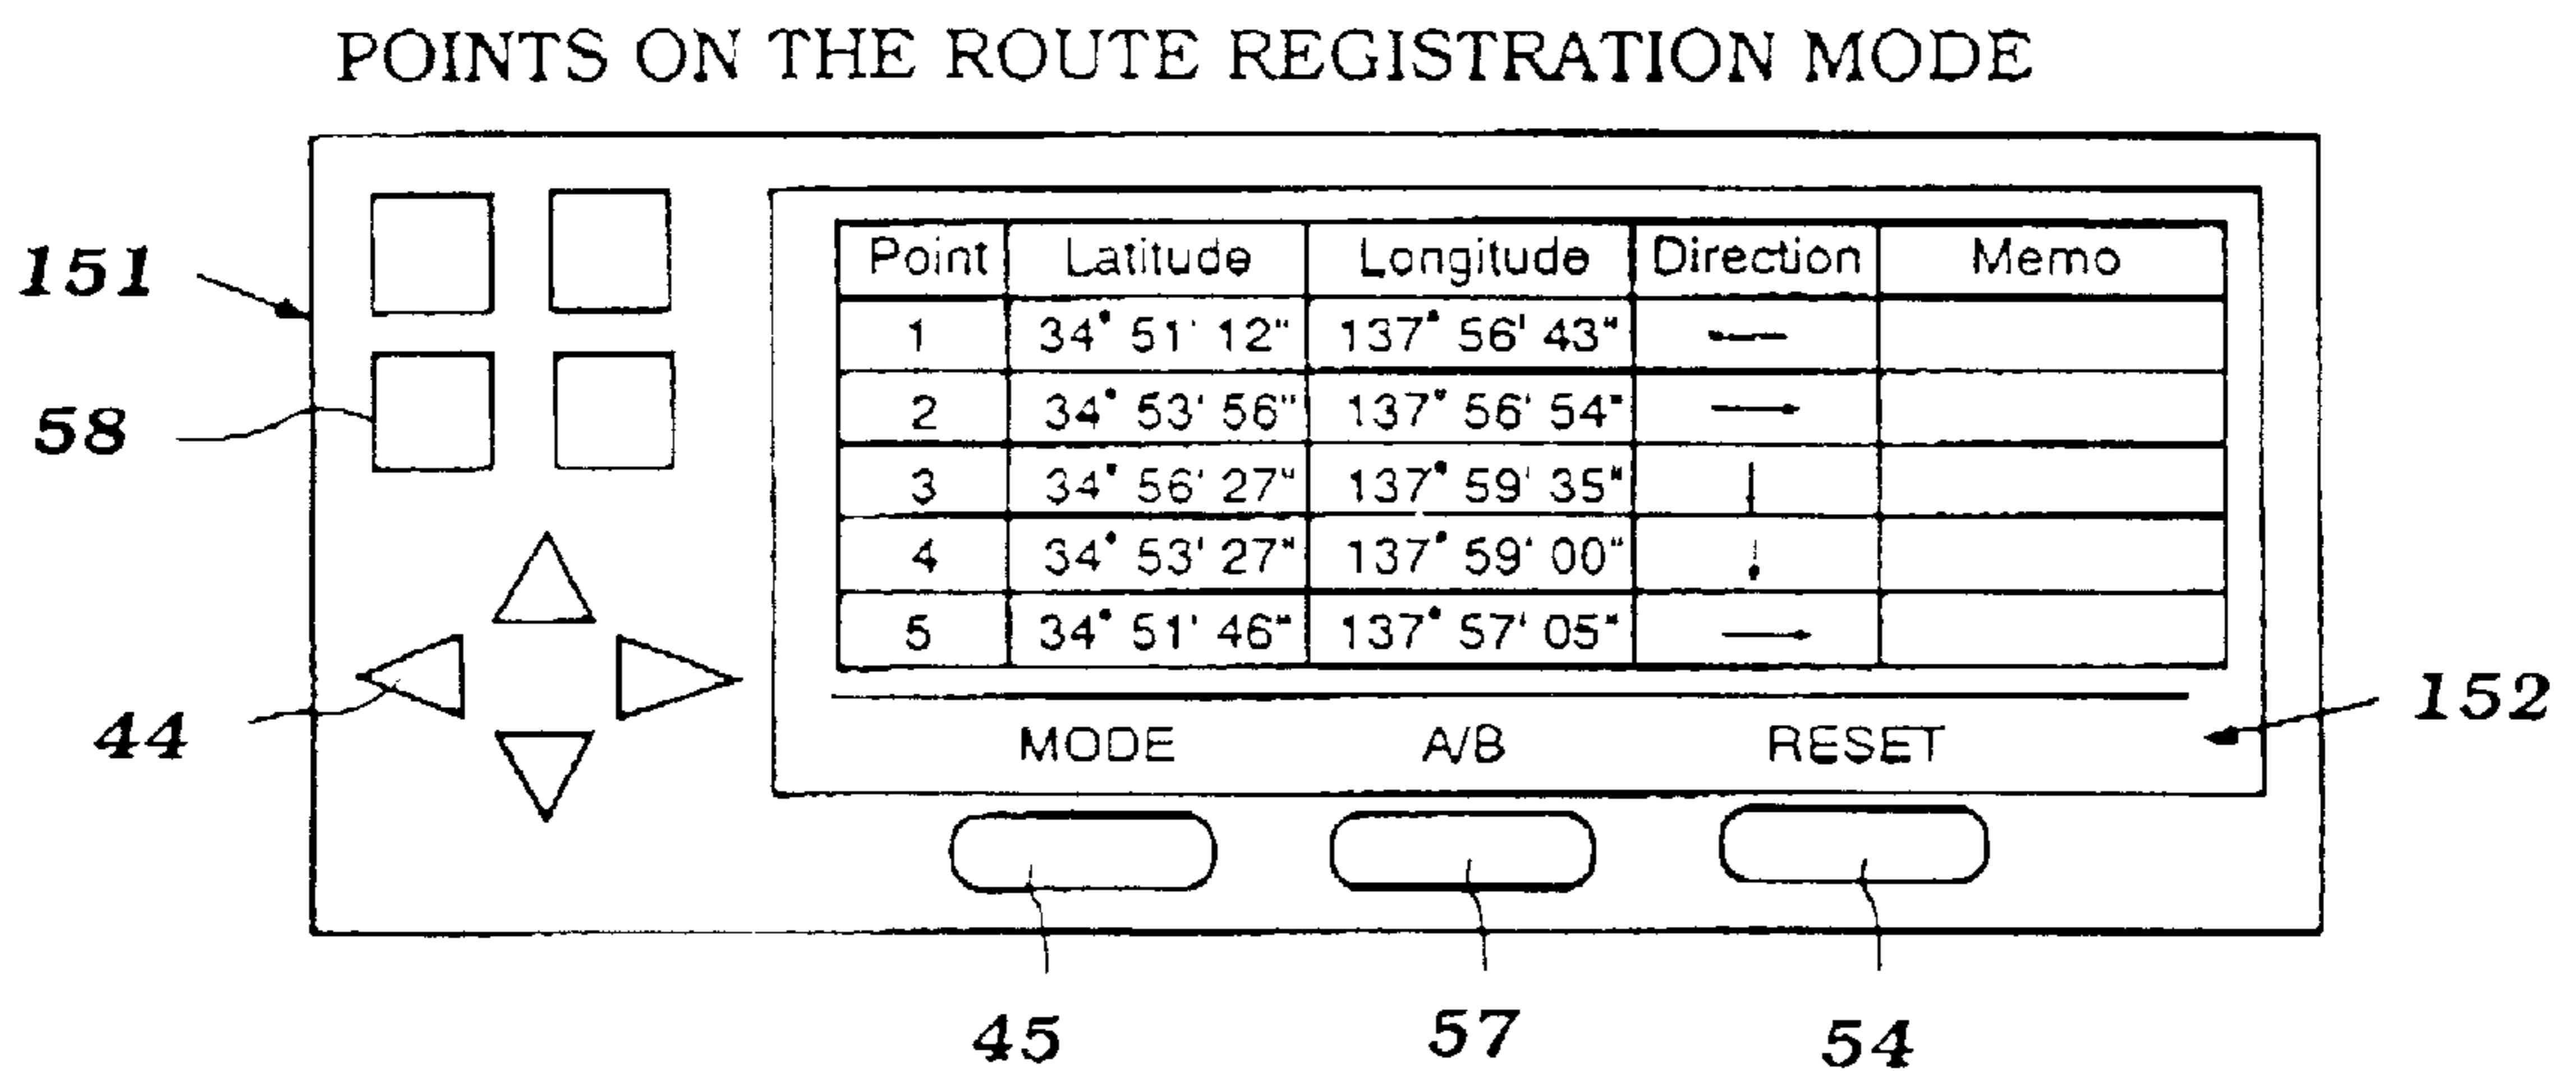 POINTS ON THE ROUTE REGISTRATION MODE
151
58
44
Point Latitude Longitude Direction Memo
1 34° 51' 12" 137° 56' 43" ←
2 34° 53' 56" 137° 56' 54" →
3 34° 56' 27" 137° 59' 35" ↓
4 34° 53' 27" 137° 59' 00" ↓
5 34° 51' 46" 137° 57' 05" →
MODE A/B RESET
152
45 57 54